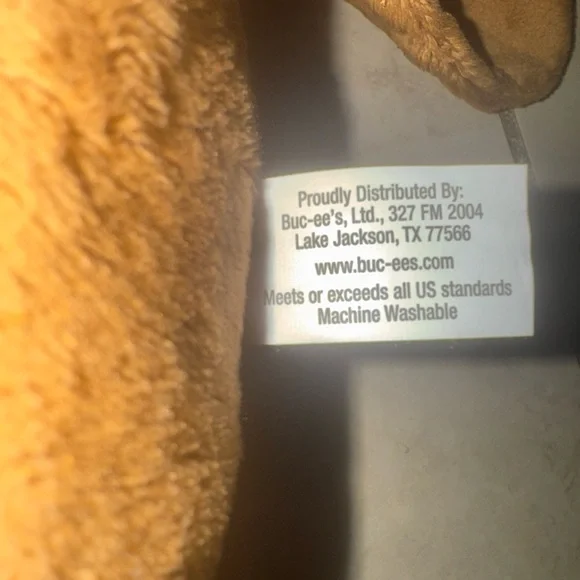 Proudly Distributed By:
Buc-ee's, Ltd., 327 FM 2004
Lake Jackson, TX 77566
www.buc-ees.com
Meets or exceeds all US standards
Machine Washable